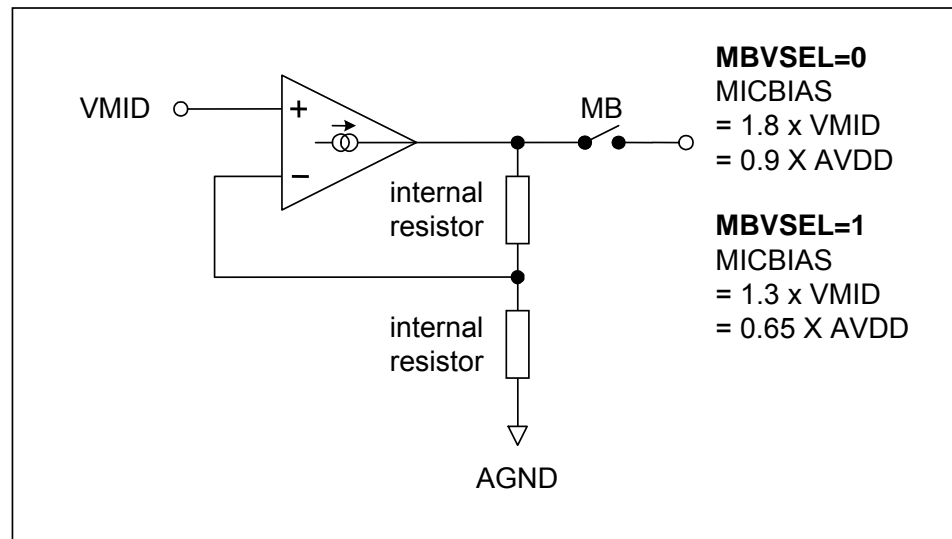 VMID
+
−
MB
internal
resistor
internal
resistor
AGND
MBVSEL=0
MICBIAS
= 1.8 x VMID
= 0.9 X AVDD
MBVSEL=1
MICBIAS
= 1.3 x VMID
= 0.65 X AVDD